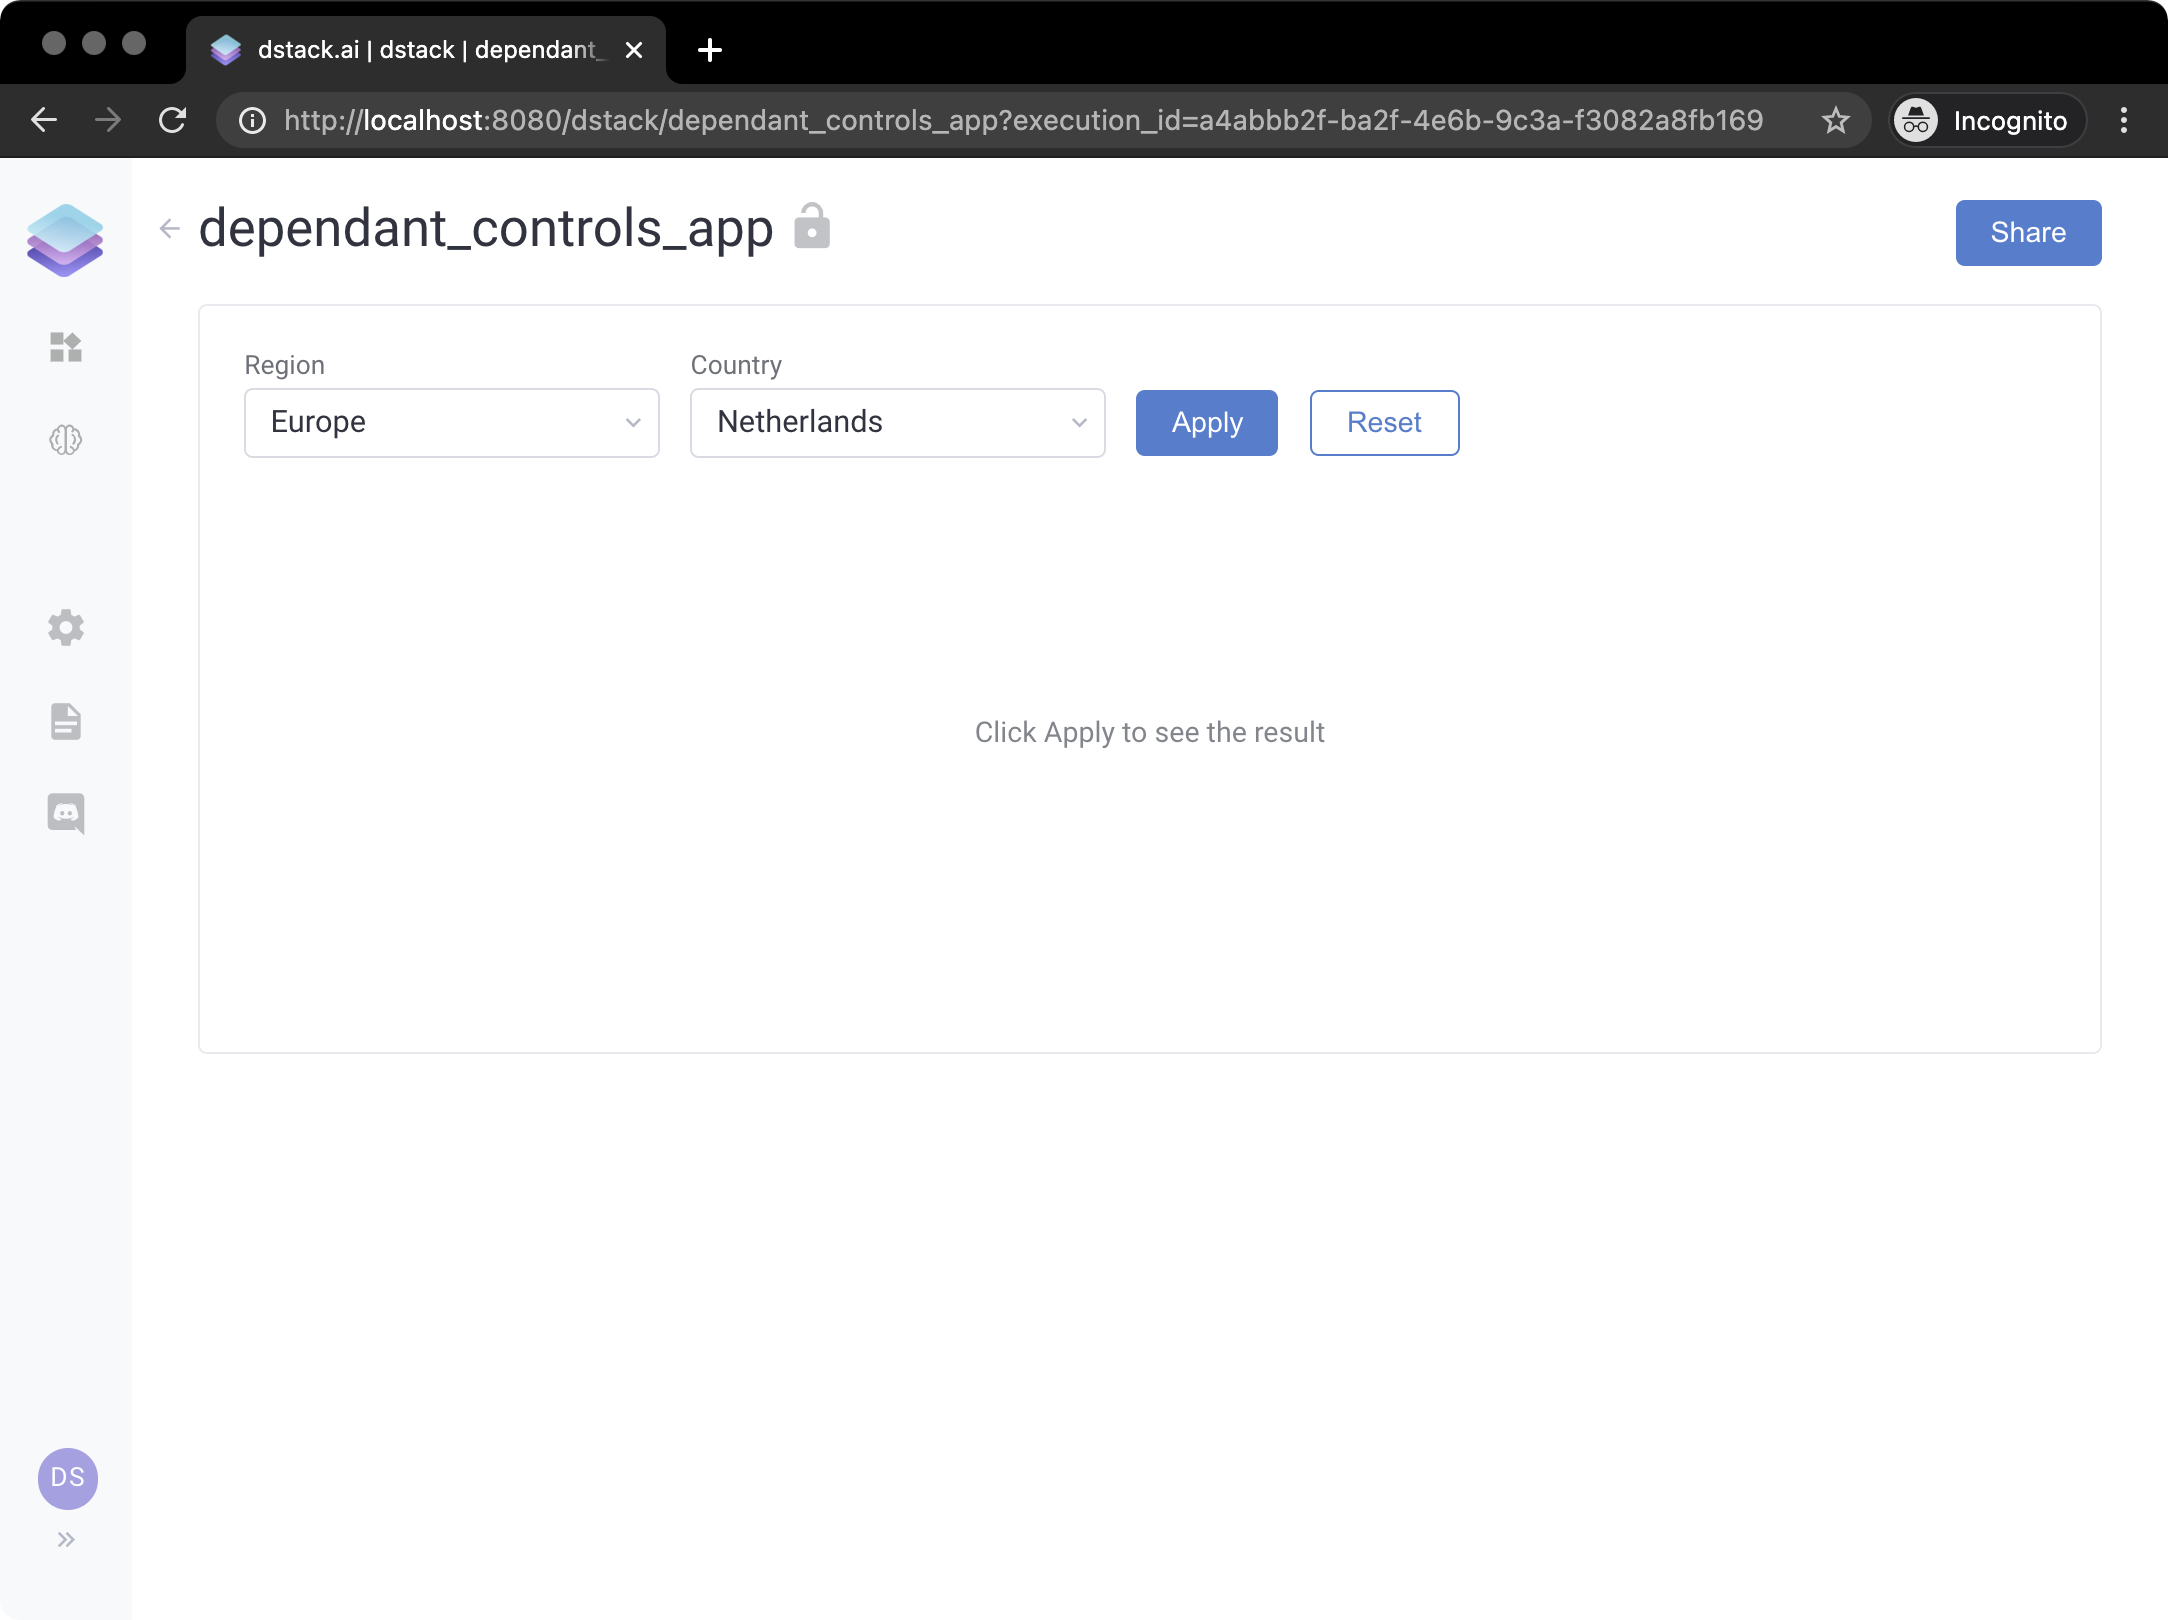 dstack.ai | dstack | dependant_
http://localhost:8080/dstack/dependant_controls_app?execution_id=a4abbb2f-ba2f-4e6b-9c3a-f3082a8fb169
Incognito
dependant_controls_app
Share
Region
Country
Europe
Netherlands
Apply
Reset
Click Apply to see the result
DS